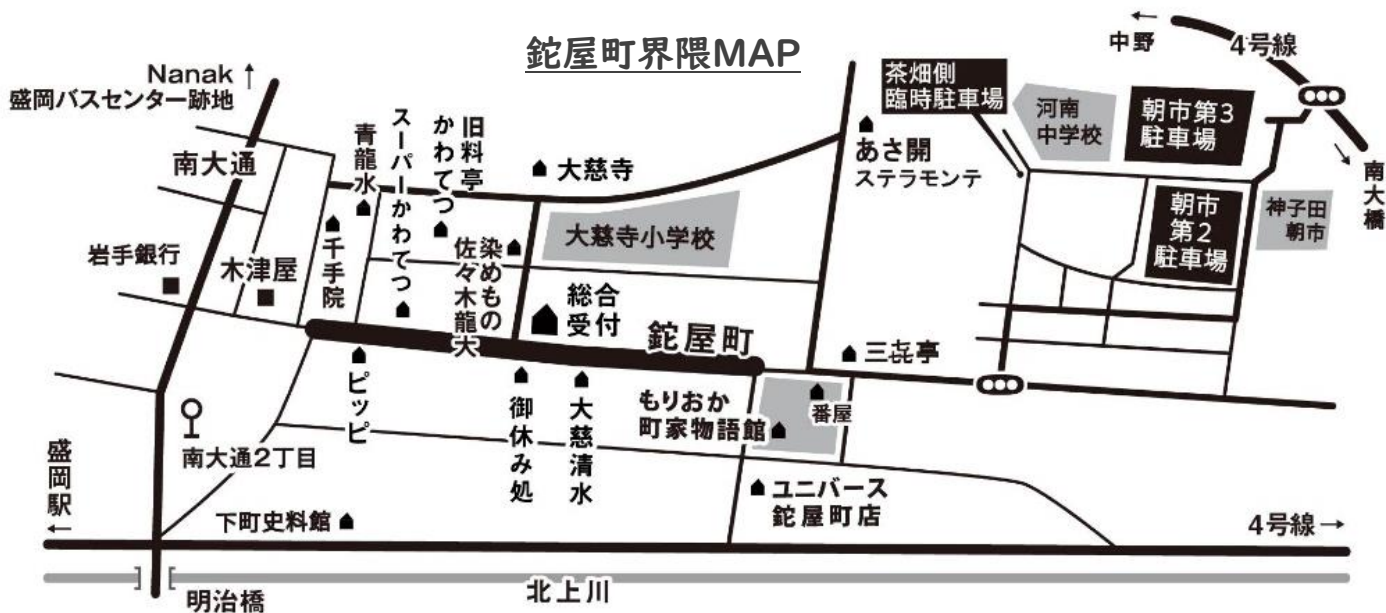 鉈屋町界隈MAP
Nanak ↑
盛岡バスセンター跡地
南大通
岩手銀行
木津屋
千手院
青龍水
スーパーかわてつ
旧料亭
かわてつ
染めもの
佐々木龍大
大慈寺
大慈寺小学校
総合
受付
鉈屋町
あさ開
ステラモンテ
茶畑側
臨時駐車場
河南
中学校
朝市第3
駐車場
朝市
第2
駐車場
神子田
朝市
←
中野
4号線
→
南大橋
三㐂亭
番屋
もりおか
町家物語館
ピッピ
御休み処
大慈清水
ユニバース
鉈屋町店
南大通2丁目
下町史料館
盛岡駅
←
4号線→
北上川
明治橋